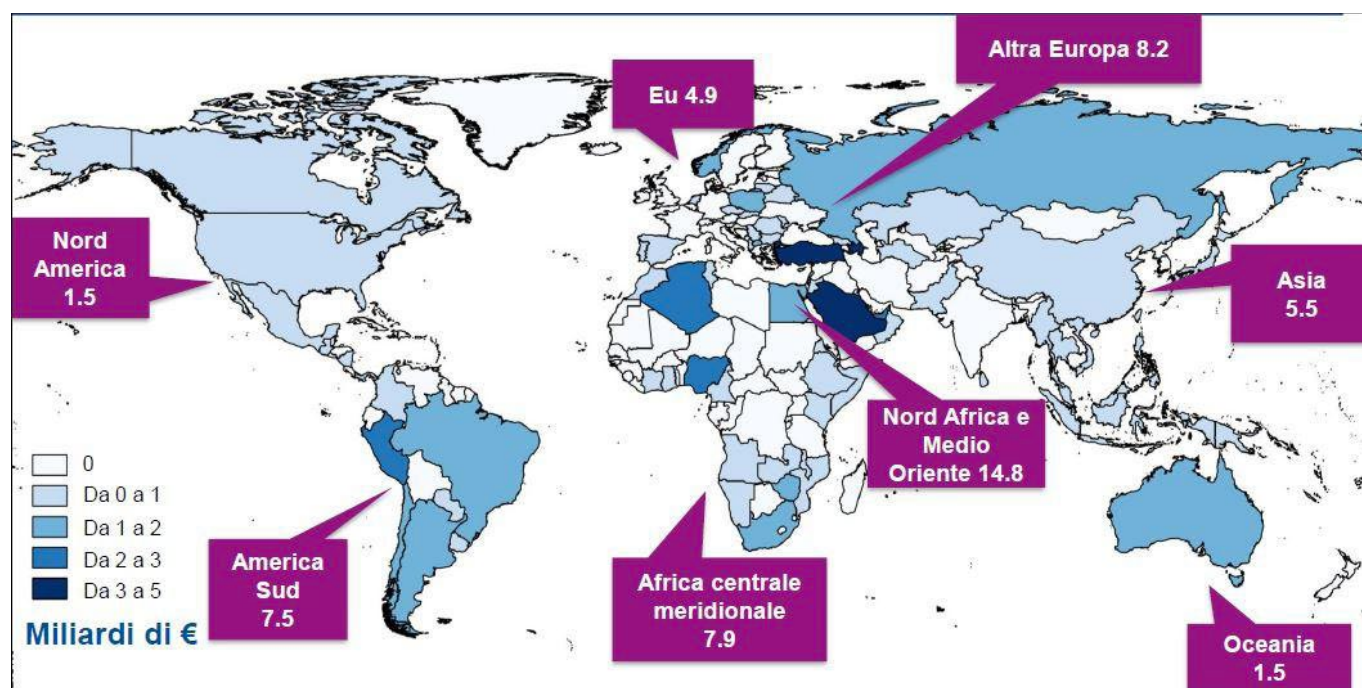 Altra Europa 8.2
Eu 4.9
Nord
America
1.5
Asia
5.5
Nord Africa e
Medio
Oriente 14.8
0
Da 0 a 1
Da 1 a 2
Da 2 a 3
Da 3 a 5
Miliardi di €
America
Sud
7.5
Africa centrale
meridionale
7.9
Oceania
1.5